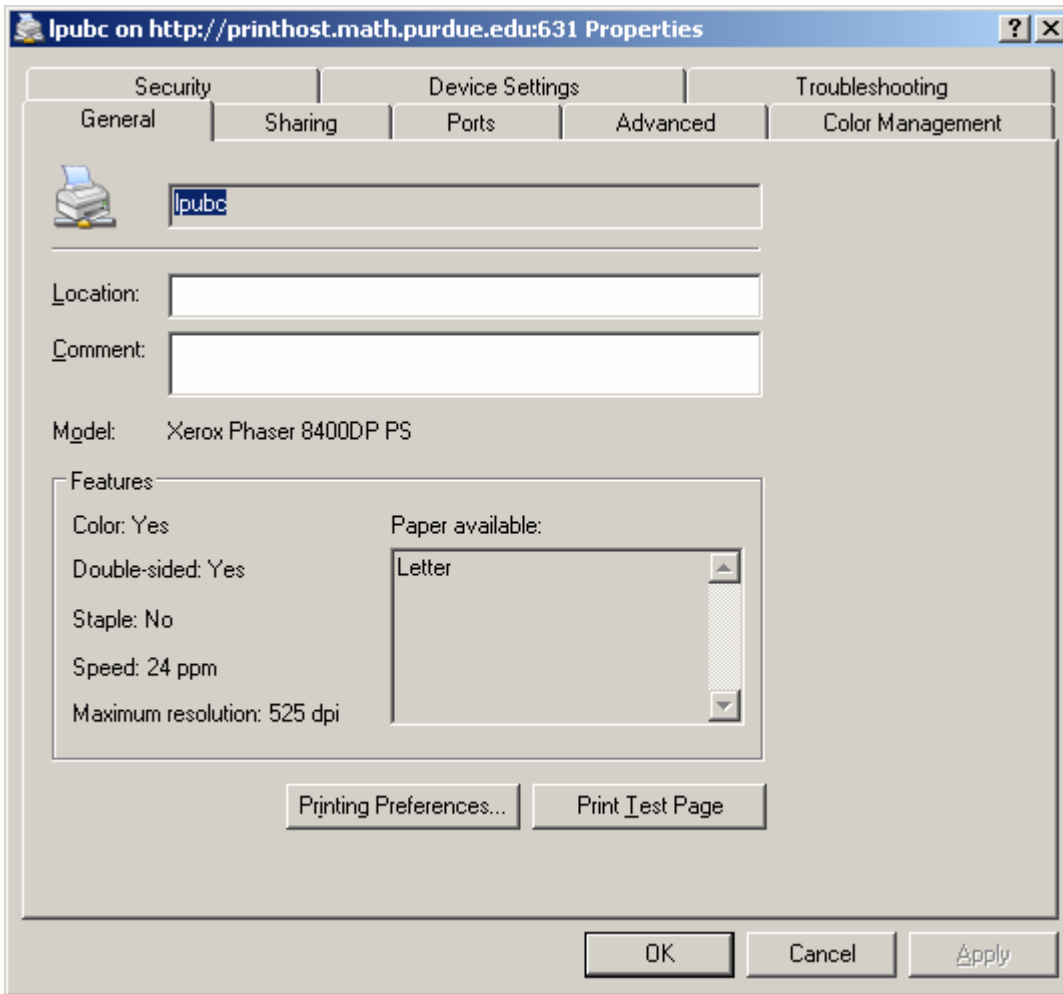 lpubc on http://printhost.math.purdue.edu:631 Properties
Security Device Settings Troubleshooting
General Sharing Ports Advanced Color Management
lpubc
Location:
Comment:
Model: Xerox Phaser 8400DP PS
Features
Color: Yes Paper available:
Double-sided: Yes Letter
Staple: No
Speed: 24 ppm
Maximum resolution: 525 dpi
Printing Preferences... Print Test Page
OK Cancel Apply